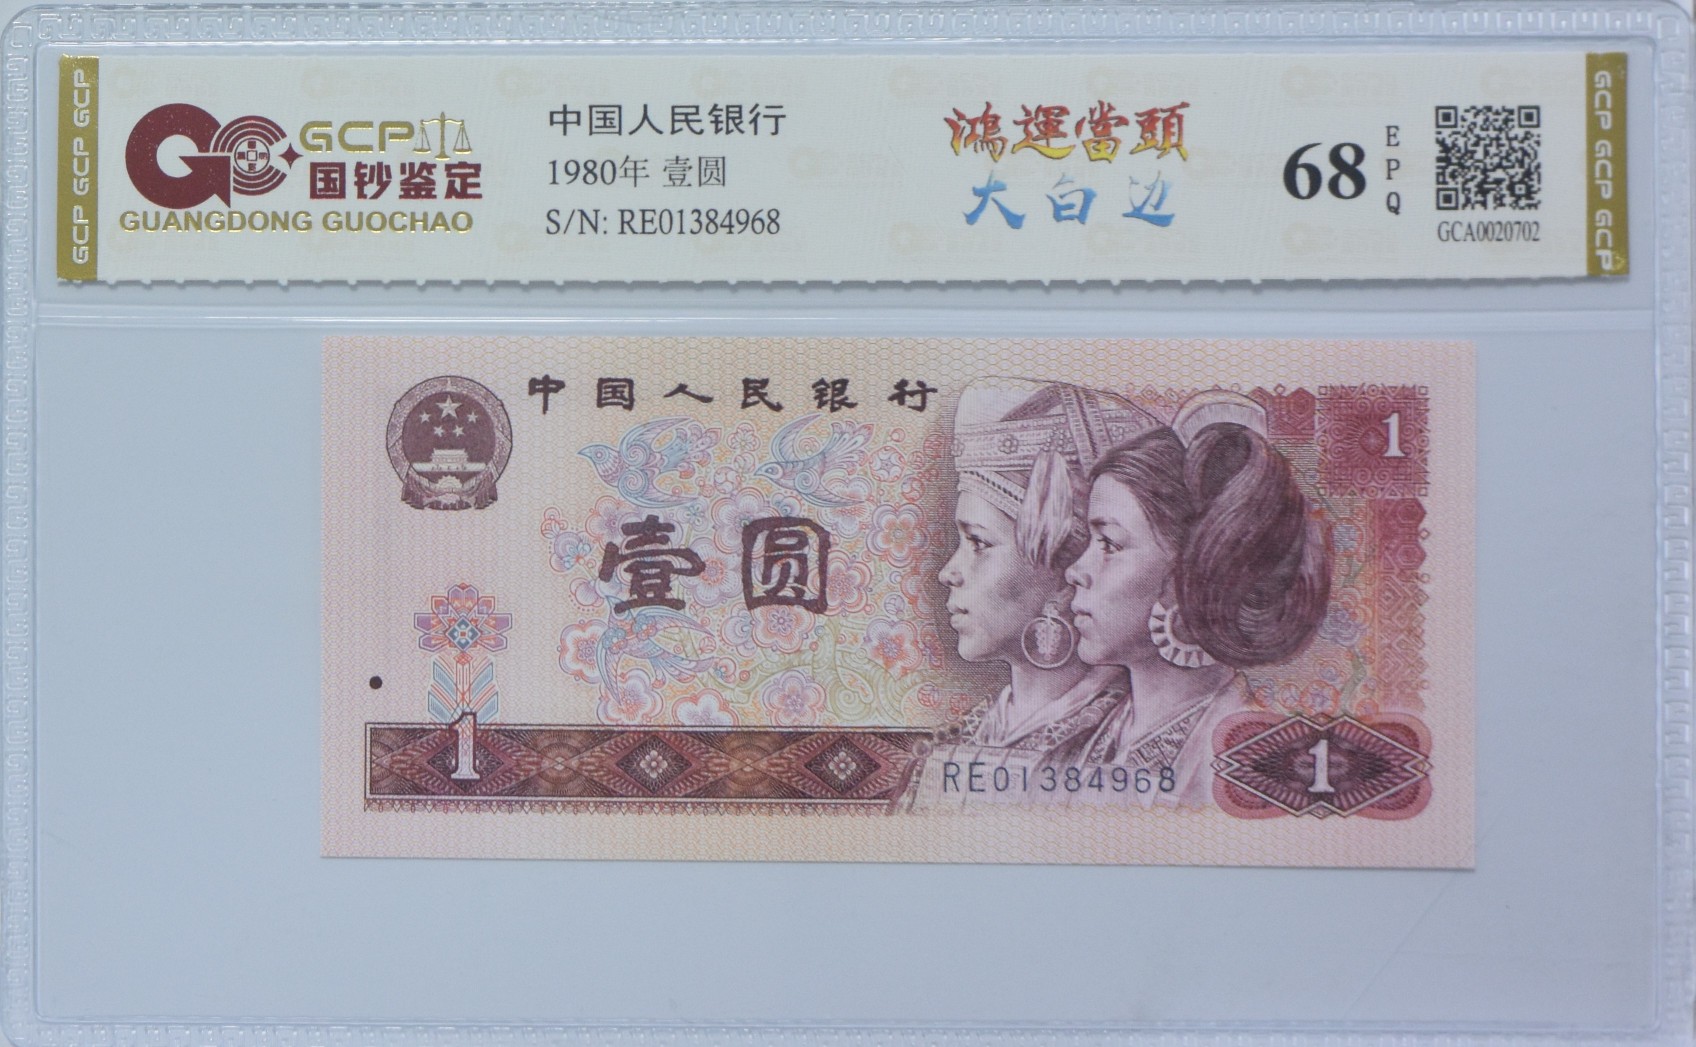 GCP GCP GCP
GCP
国钞鉴定
GUANGDONG GUOCHAO
中国人民银行
1980年 壹圆
S/N: RE01384968
鴻運當頭
大白边
68
EPQ
GCA0020702
GCP GCP GCP
中国人民银行
1
壹圆
1
RE01384968
1